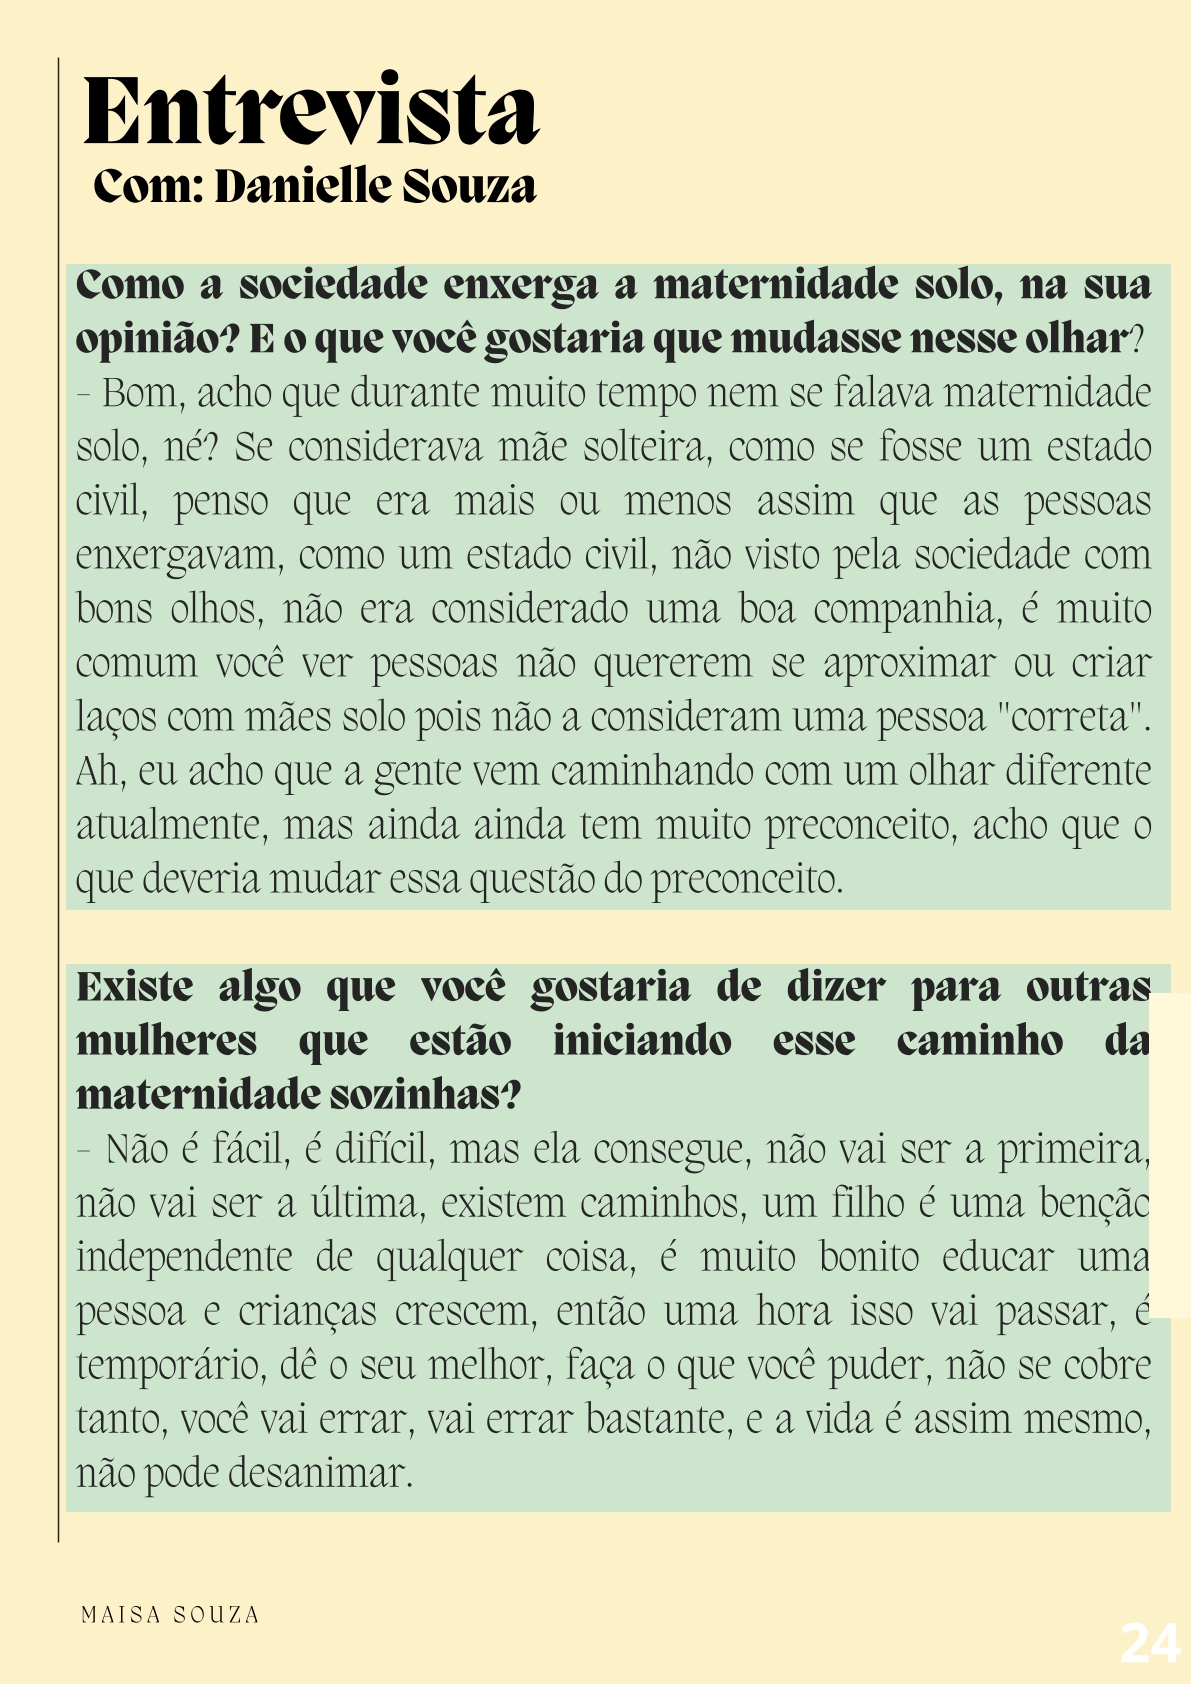 Entrevista
Com: Danielle Souza
Como a sociedade enxerga a maternidade solo, na sua
opinião? E o que você gostaria que mudasse nesse olhar?
- Bom, acho que durante muito tempo nem se falava maternidade
solo, né? Se considerava mãe solteira, como se fosse um estado
civil, penso que era mais ou menos assim que as pessoas
enxergavam, como um estado civil, não visto pela sociedade com
bons olhos, não era considerado uma boa companhia, é muito
comum você ver pessoas não quererem se aproximar ou criar
laços com mães solo pois não a consideram uma pessoa "correta".
Ah, eu acho que a gente vem caminhando com um olhar diferente
atualmente, mas ainda ainda tem muito preconceito, acho que o
que deveria mudar essa questão do preconceito.
Existe algo que você gostaria de dizer para outras
mulheres que estão iniciando esse caminho da
maternidade sozinhas?
- Não é fácil, é difícil, mas ela consegue, não vai ser a primeira,
não vai ser a última, existem caminhos, um filho é uma benção
independente de qualquer coisa, é muito bonito educar uma
pessoa e crianças crescem, então uma hora isso vai passar, é
temporário, dê o seu melhor, faça o que você puder, não se cobre
tanto, você vai errar, vai errar bastante, e a vida é assim mesmo,
não pode desanimar.
MAISA SOUZA
24